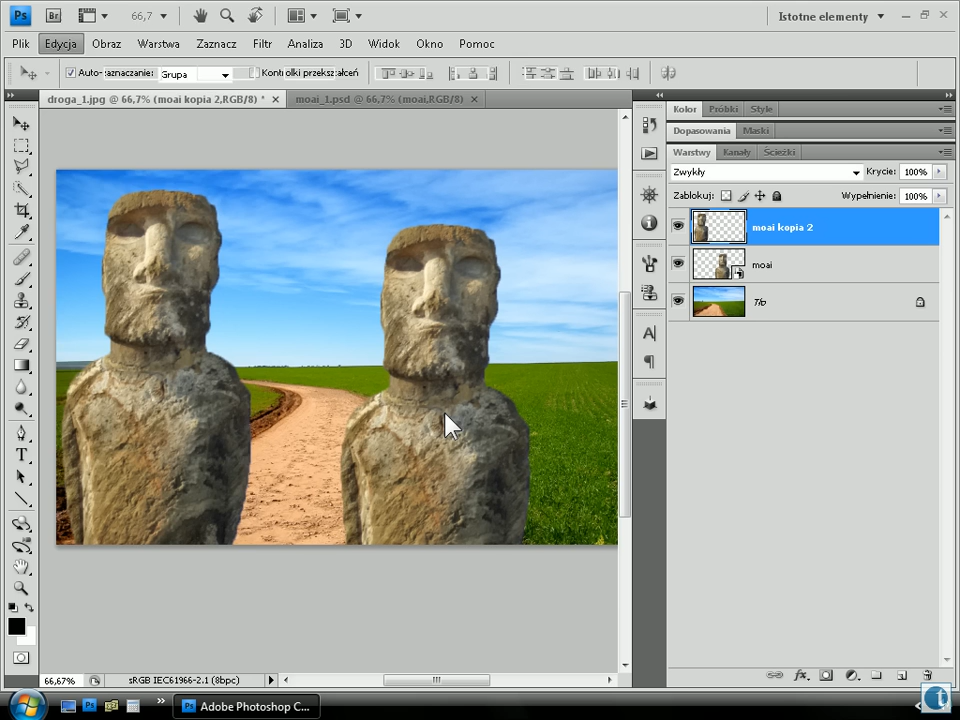 Ps Br 66,7 Istotne elementy
Plik Edycja Obraz Warstwa Zaznacz Filtr Analiza 3D Widok Okno Pomoc
Auto-zaznaczanie: Grupa Kontrolki przekształceń
droga_1.jpg @ 66,7% (moai kopia 2,RGB/8) * × moai_1.psd @ 66,7% (moai,RGB/8) ×
Kolor Próbki Style
Dopasowania Maski
Warstwy Kanały Ścieżki
Zwykły Krycie: 100%
Zablokuj: Wypełnienie: 100%
moai kopia 2
moai
Tło
66,67% sRGB IEC61966-2.1 (8bpc)
Ps Adobe Photoshop C...